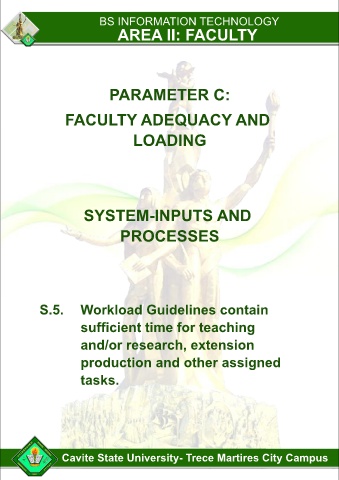 BS INFORMATION TECHNOLOGY
AREA II: FACULTY
PARAMETER C:
FACULTY ADEQUACY AND
LOADING
SYSTEM-INPUTS AND
PROCESSES
S.5. Workload Guidelines contain
sufficient time for teaching
and/or research, extension
production and other assigned
tasks.
Cavite State University- Trece Martires City Campus